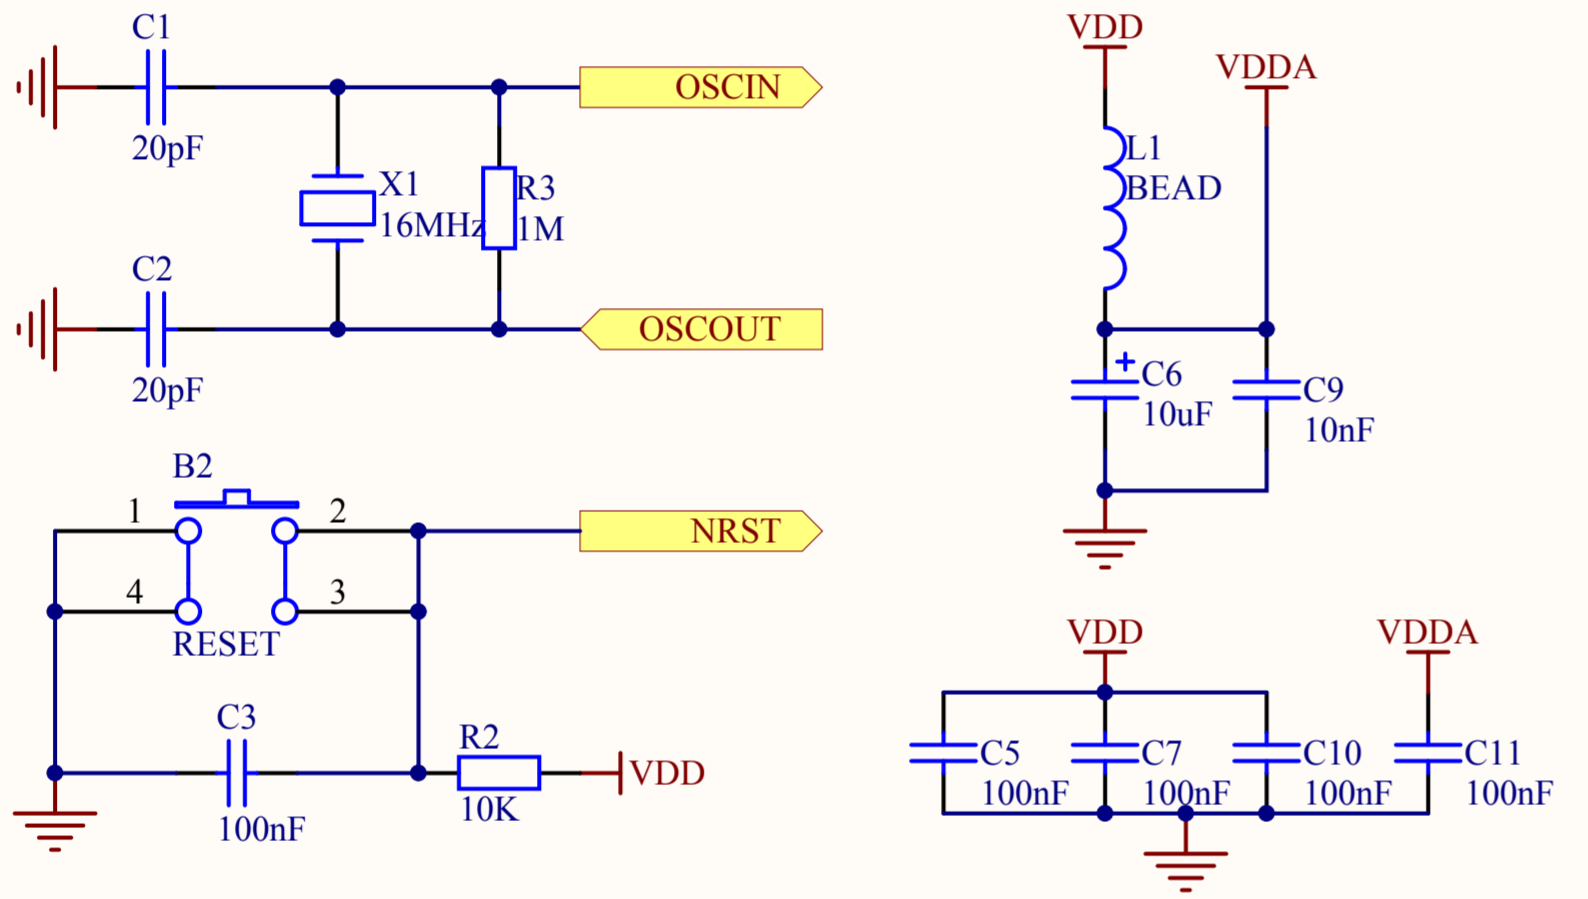 C1
20pF
OSCIN
X1
16MHz
R3
1M
C2
20pF
OSCOUT
B2
1
2
4
3
RESET
NRST
C3
100nF
R2
10K
VDD
VDD
VDDA
L1
BEAD
C6
10uF
C9
10nF
VDD
VDDA
C5
100nF
C7
100nF
C10
100nF
C11
100nF